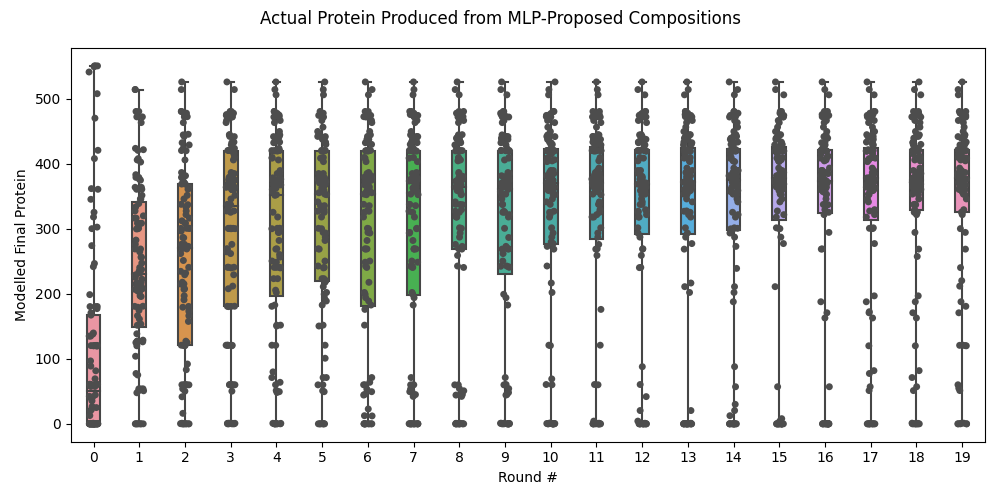 Actual Protein Produced from MLP-Proposed Compositions
Modelled Final Protein
500
400
300
200
100
0
0 1 2 3 4 5 6 7 8 9 10 11 12 13 14 15 16 17 18 19
Round #